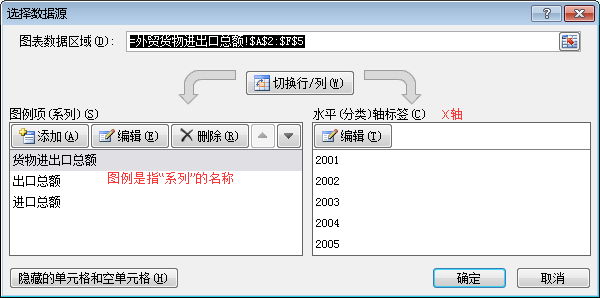 选择数据源
图表数据区域(D): =外贸货物进出口总额!$A$2:$F$5
切换行/列(W)
图例项(系列)(S)
水平(分类)轴标签(C) X轴
添加(A) 编辑(E) 删除(R)
编辑(T)
货物进出口总额
出口总额
进口总额
图例是指"系列"的名称
2001
2002
2003
2004
2005
隐藏的单元格和空单元格(H)
确定
取消